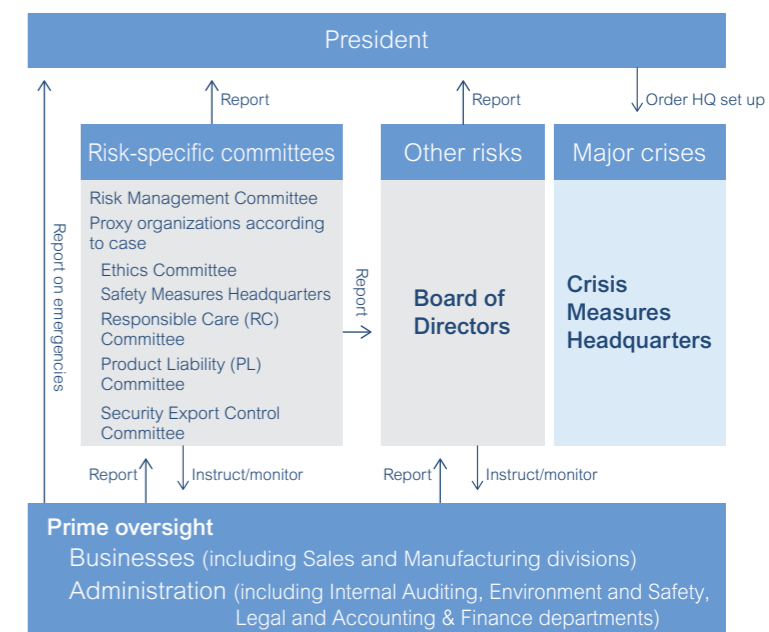 President
Report
Report
Order HQ set up
Risk-specific committees
Other risks
Major crises
Risk Management Committee
Proxy organizations according
to case
Ethics Committee
Safety Measures Headquarters
Responsible Care (RC)
Committee
Product Liability (PL)
Committee
Security Export Control
Committee
Report on emergencies
Report
Board of
Directors
Crisis
Measures
Headquarters
Report
Instruct/monitor
Report
Instruct/monitor
Prime oversight
Businesses (including Sales and Manufacturing divisions)
Administration (including Internal Auditing, Environment and Safety,
Legal and Accounting & Finance departments)